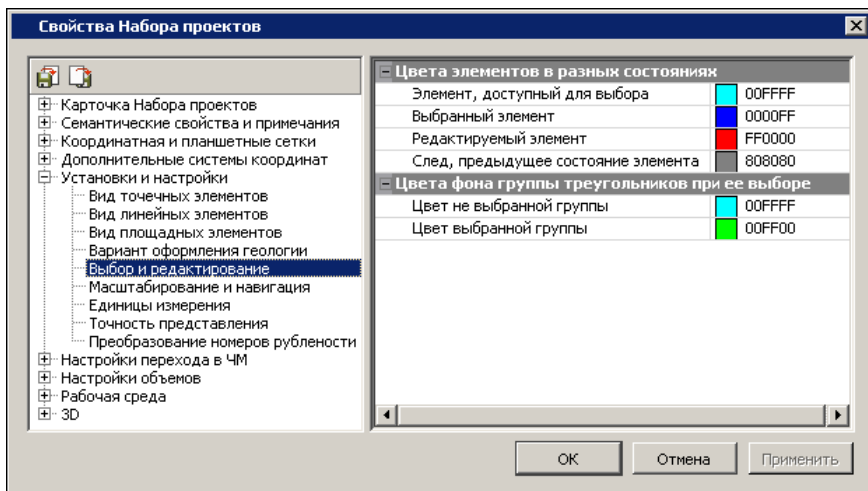 Свойства Набора проектов
Карточка Набора проектов
Семантические свойства и примечания
Координатная и планшетная сетки
Дополнительные системы координат
Установки и настройки
Вид точечных элементов
Вид линейных элементов
Вид площадных элементов
Вариант оформления геологии
Выбор и редактирование
Масштабирование и навигация
Единицы измерения
Точность представления
Преобразование номеров рублености
Настройки перехода в ЧМ
Настройки объемов
Рабочая среда
3D
Цвета элементов в разных состояниях
Элемент, доступный для выбора 00FFFF
Выбранный элемент 0000FF
Редактируемый элемент FF0000
След, предыдущее состояние элемента 808080
Цвета фона группы треугольников при ее выборе
Цвет не выбранной группы 00FFFF
Цвет выбранной группы 00FF00
ОК Отмена Применить